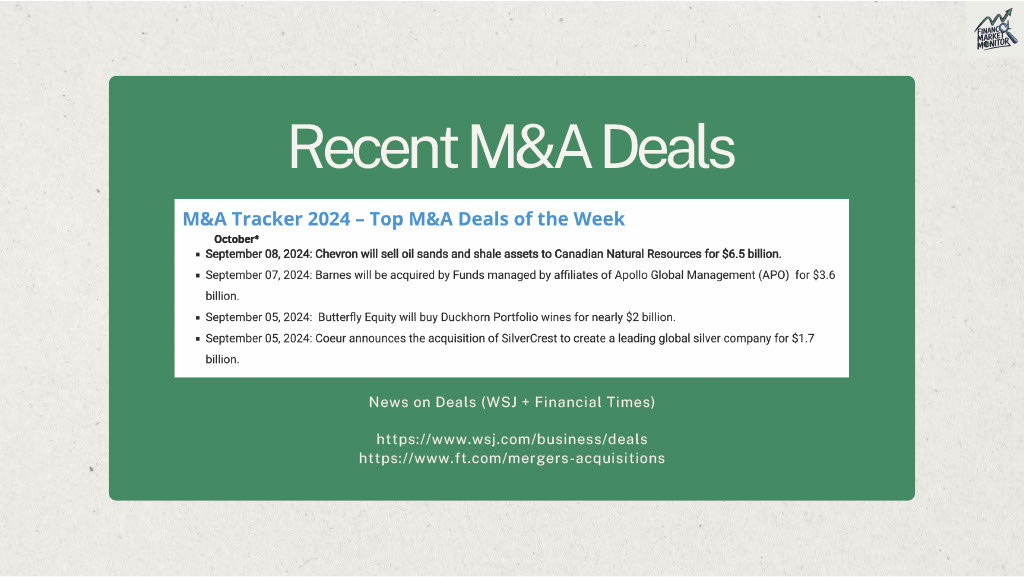 FINANCE
MARKET
MONITOR
Recent M&A Deals
M&A Tracker 2024 – Top M&A Deals of the Week
October*
▪ September 08, 2024: Chevron will sell oil sands and shale assets to Canadian Natural Resources for $6.5 billion.
▪ September 07, 2024: Barnes will be acquired by Funds managed by affiliates of Apollo Global Management (APO)  for $3.6
billion.
▪ September 05, 2024:  Butterfly Equity will buy Duckhorn Portfolio wines for nearly $2 billion.
▪ September 05, 2024: Coeur announces the acquisition of SilverCrest to create a leading global silver company for $1.7
billion.
News on Deals (WSJ + Financial Times)
https://www.wsj.com/business/deals
https://www.ft.com/mergers-acquisitions